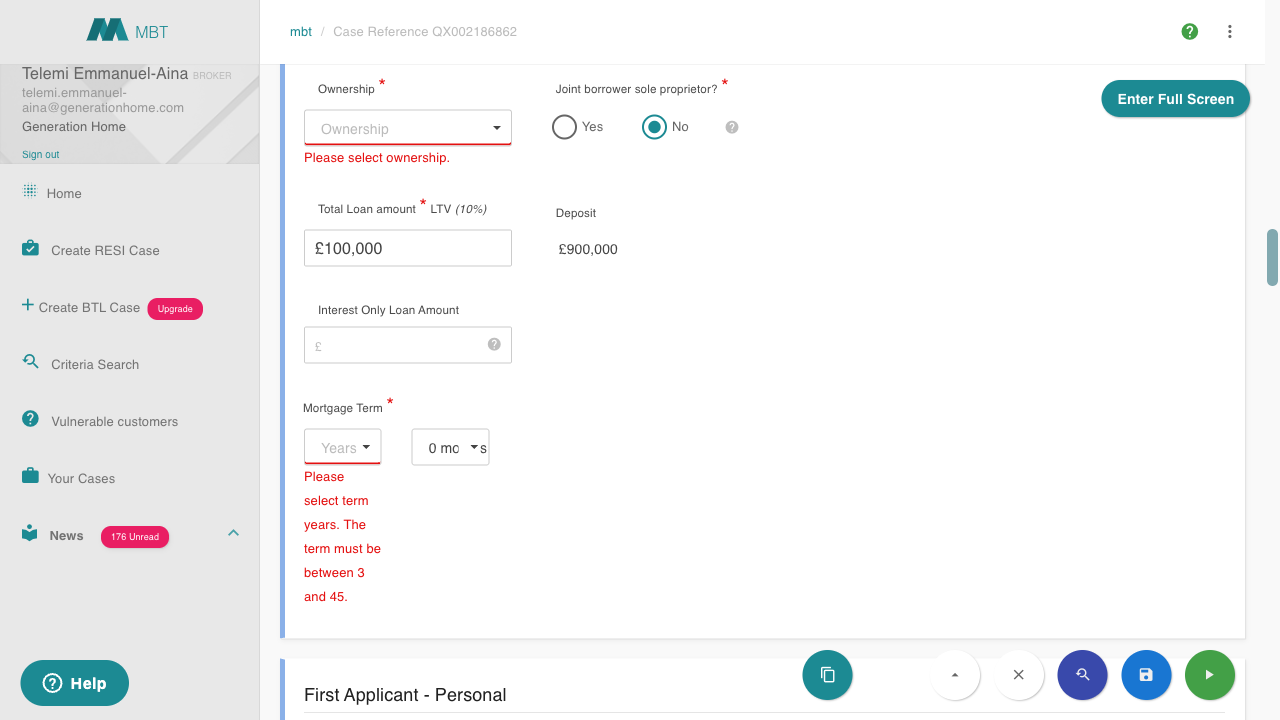 MBT
Telemi Emmanuel-Aina BROKER
telemi.emmanuel-
aina@generationhome.com
Generation Home
Sign out
Home
Create RESI Case
Create BTL Case Upgrade
Criteria Search
Vulnerable customers
Your Cases
News 176 Unread
Help
mbt / Case Reference QX002186862
Enter Full Screen
Ownership * Joint borrower sole proprietor? *
Ownership Yes No
Please select ownership.
Total Loan amount * LTV (10%) Deposit
£100,000 £900,000
Interest Only Loan Amount
£
Mortgage Term *
Years 0 mo s
Please
select term
years. The
term must be
between 3
and 45.
First Applicant - Personal